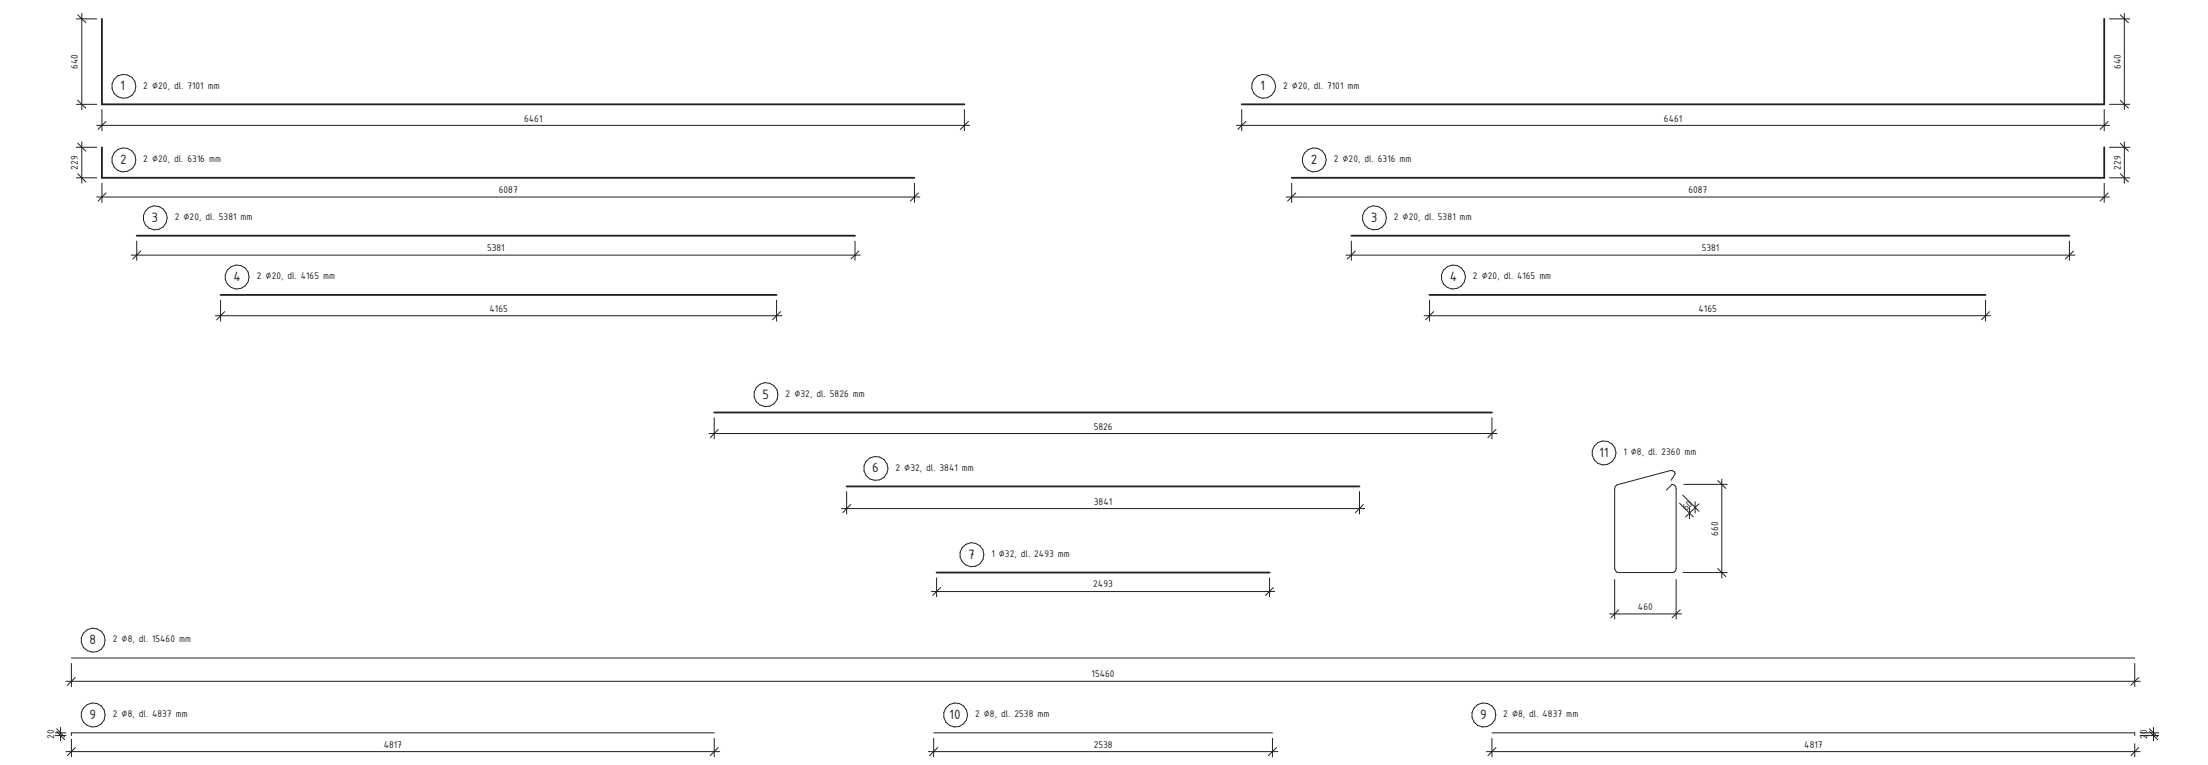 640
1 2 Ø20, dl. 7101 mm
6461
1 2 Ø20, dl. 7101 mm
640
6461
229
2 2 Ø20, dl. 6316 mm
6087
2 2 Ø20, dl. 6316 mm
229
6087
3 2 Ø20, dl. 5381 mm
5381
3 2 Ø20, dl. 5381 mm
5381
4 2 Ø20, dl. 4165 mm
4165
4 2 Ø20, dl. 4165 mm
4165
5 2 Ø32, dl. 5826 mm
5826
6 2 Ø32, dl. 3841 mm
3841
11 1 Ø8, dl. 2360 mm
660
460
7 1 Ø32, dl. 2493 mm
2493
8 2 Ø8, dl. 15460 mm
15460
9 2 Ø8, dl. 4837 mm
20
4817
10 2 Ø8, dl. 2538 mm
2538
9 2 Ø8, dl. 4837 mm
20
4817